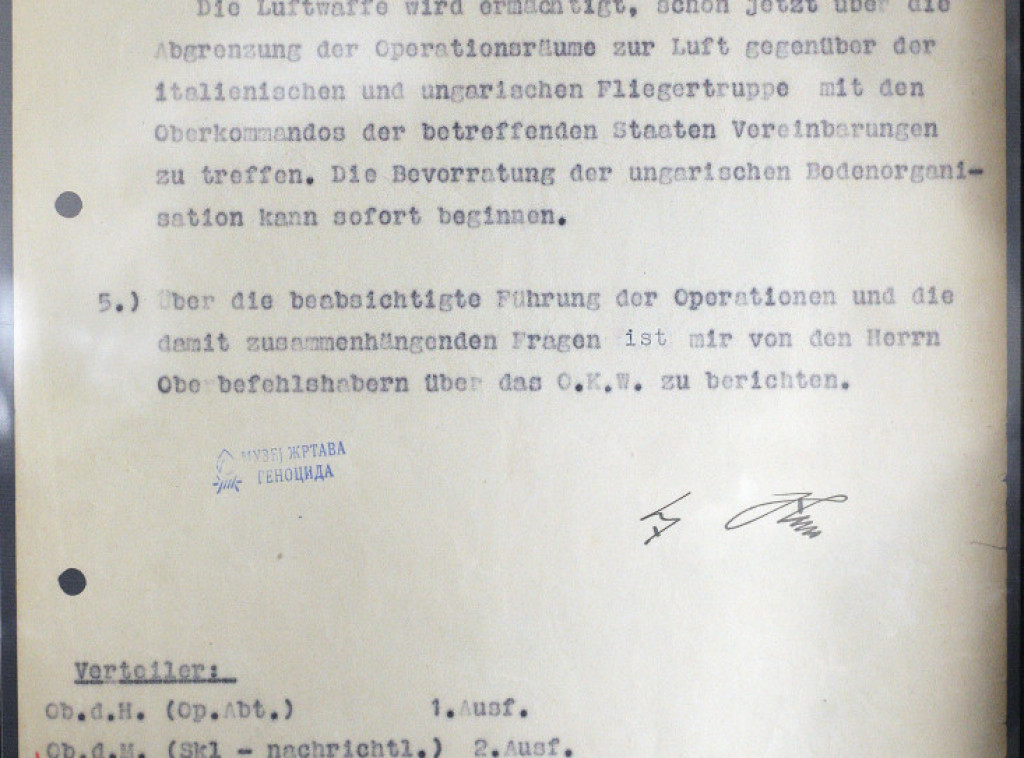 Die Luftwaffe wird ermächtigt, schon jetzt über die
Abgrenzung der Operationsräume zur Luft gegenüber der
italienischen und ungarischen Fliegertruppe mit den
Oberkommandos der betreffenden Staaten Vereinbarungen
zu treffen. Die Bevorratung der ungarischen Bodenorgani-
sation kann sofort beginnen.
5.) Über die beabsichtigte Führung der Operationen und die
damit zusammenhängenden Fragen ist mir von den Herrn
Oberbefehlshabern über das O.K.W. zu berichten.
МУЗЕЈ ЖРТАВА
ГЕНОЦИДА
Verteiler:
Ob.d.H. (Op.Abt.) 1.Ausf.
Ob.d.M. (Skl - nachrichtl.) 2.Ausf.